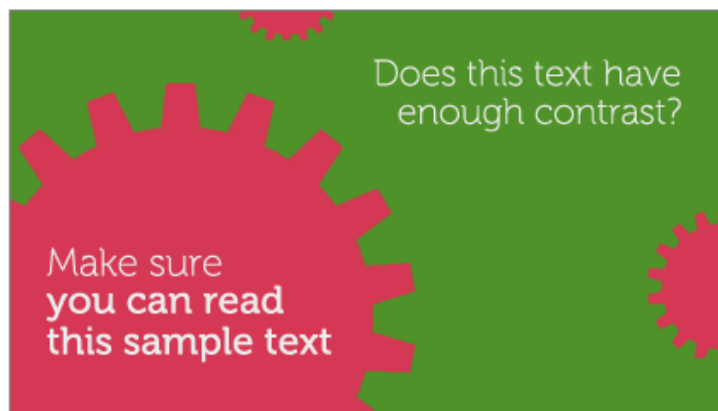 Does this text have
enough contrast?
Make sure
you can read
this sample text